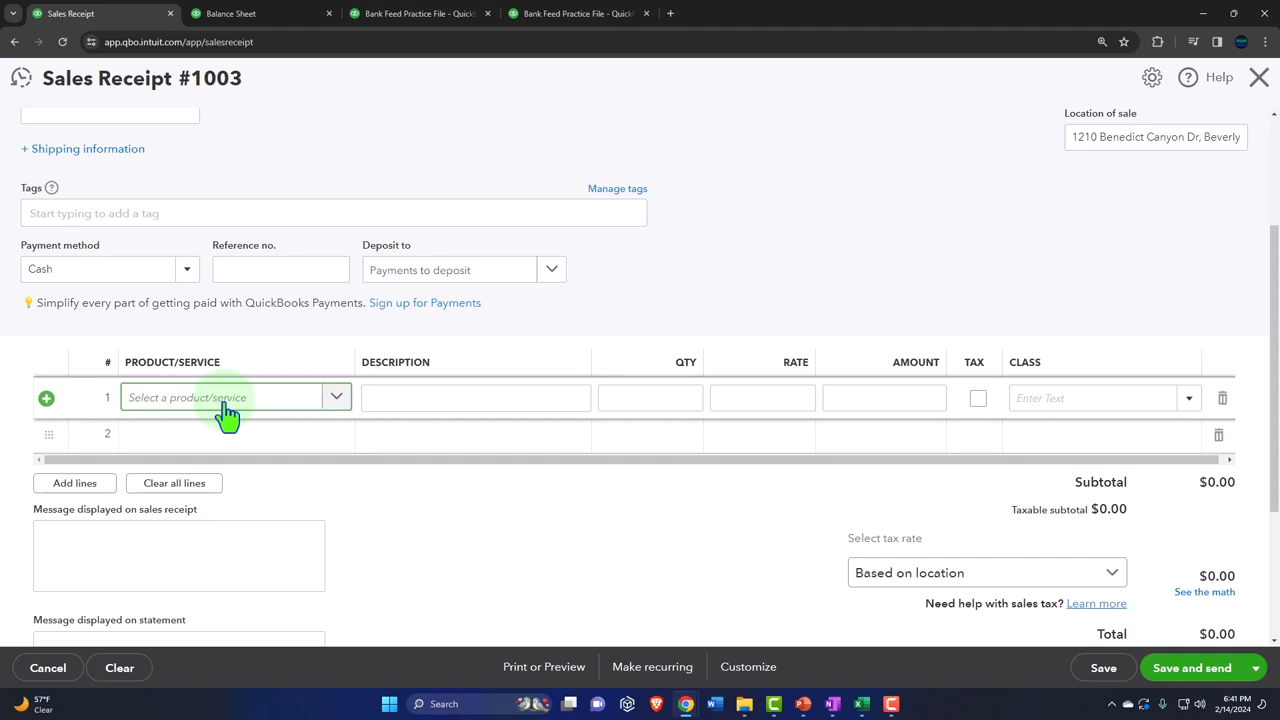 Sales Receipt
Balance Sheet
Bank Feed Practice File - QuickB
Bank Feed Practice File - QuickB
app.qbo.intuit.com/app/salesreceipt
Sales Receipt #1003
Help
Location of sale
1210 Benedict Canyon Dr, Beverly
+ Shipping information
Tags
Manage tags
Start typing to add a tag
Payment method
Reference no.
Deposit to
Cash
Payments to deposit
Simplify every part of getting paid with QuickBooks Payments. Sign up for Payments
# PRODUCT/SERVICE DESCRIPTION QTY RATE AMOUNT TAX CLASS
1 Select a product/service Enter Text
2
Add lines Clear all lines
Subtotal $0.00
Message displayed on sales receipt
Taxable subtotal $0.00
Select tax rate
Based on location
$0.00
See the math
Need help with sales tax? Learn more
Message displayed on statement
Total $0.00
Cancel Clear Print or Preview Make recurring Customize Save Save and send
57°F
Clear
Search
6:41 PM
2/14/2024